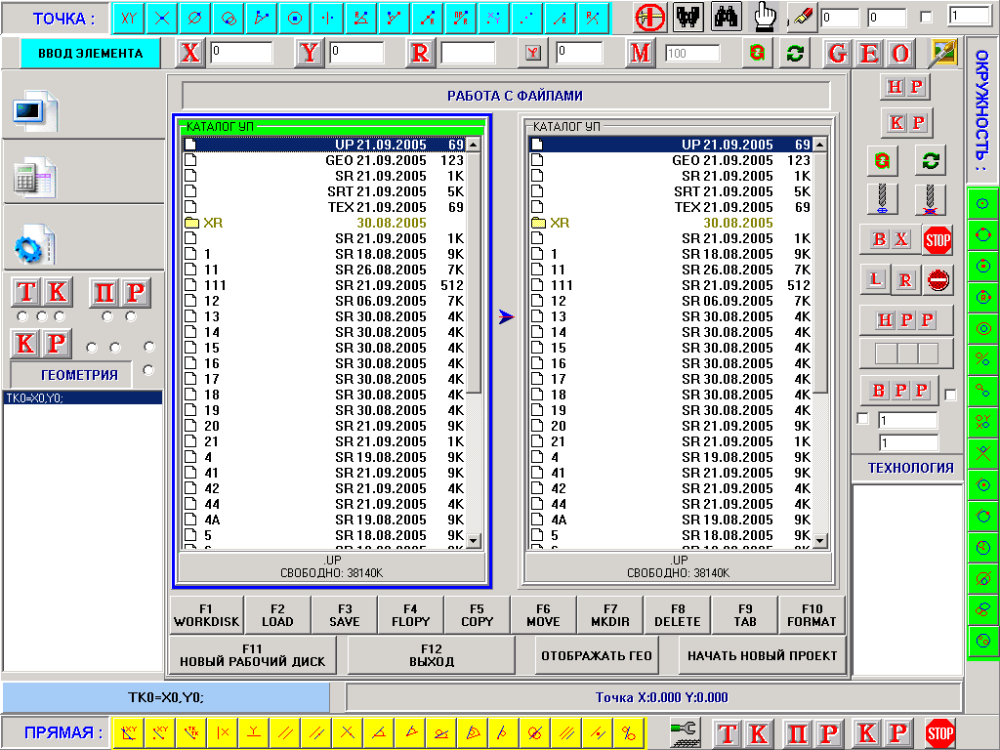 ТОЧКА :
0
0
1
ВВОД ЭЛЕМЕНТА
X
0
Y
0
R
0
M
100
G E O
ОКРУЖНОСТЬ :
РАБОТА С ФАЙЛАМИ
КАТАЛОГ УП
UP 21.09.2005 69
GEO 21.09.2005 123
SR 21.09.2005 1K
SRT 21.09.2005 5K
TEX 21.09.2005 69
XR 30.08.2005
SR 21.09.2005 1K
1 SR 18.08.2005 9K
11 SR 26.08.2005 7K
111 SR 21.09.2005 512
12 SR 06.09.2005 7K
13 SR 30.08.2005 4K
14 SR 30.08.2005 4K
15 SR 30.08.2005 4K
16 SR 30.08.2005 4K
17 SR 30.08.2005 4K
18 SR 30.08.2005 4K
19 SR 30.08.2005 4K
20 SR 21.09.2005 9K
21 SR 21.09.2005 1K
4 SR 19.08.2005 9K
41 SR 21.09.2005 9K
42 SR 21.09.2005 4K
44 SR 21.09.2005 4K
4A SR 19.08.2005 9K
5 SR 18.08.2005 9K
.UP
СВОБОДНО: 38140K
КАТАЛОГ УП
UP 21.09.2005 69
GEO 21.09.2005 123
SR 21.09.2005 1K
SRT 21.09.2005 5K
TEX 21.09.2005 69
XR 30.08.2005
SR 21.09.2005 1K
1 SR 18.08.2005 9K
11 SR 26.08.2005 7K
111 SR 21.09.2005 512
12 SR 06.09.2005 7K
13 SR 30.08.2005 4K
14 SR 30.08.2005 4K
15 SR 30.08.2005 4K
16 SR 30.08.2005 4K
17 SR 30.08.2005 4K
18 SR 30.08.2005 4K
19 SR 30.08.2005 4K
20 SR 21.09.2005 9K
21 SR 21.09.2005 1K
4 SR 19.08.2005 9K
41 SR 21.09.2005 9K
42 SR 21.09.2005 4K
44 SR 21.09.2005 4K
4A SR 19.08.2005 9K
5 SR 18.08.2005 9K
.UP
СВОБОДНО: 38140K
Т К П Р
К Р
ГЕОМЕТРИЯ
TK0=X0,Y0;
Н Р
К Р
В X STOP
L R
Н Р Р
В Р Р
1
1
ТЕХНОЛОГИЯ
F1 WORKDISK
F2 LOAD
F3 SAVE
F4 FLOPY
F5 COPY
F6 MOVE
F7 MKDIR
F8 DELETE
F9 TAB
F10 FORMAT
F11 НОВЫЙ РАБОЧИЙ ДИСК
F12 ВЫХОД
ОТОБРАЖАТЬ ГЕО
НАЧАТЬ НОВЫЙ ПРОЕКТ
TK0=X0,Y0;
Точка X:0.000 Y:0.000
ПРЯМАЯ :
Т К П Р К Р STOP